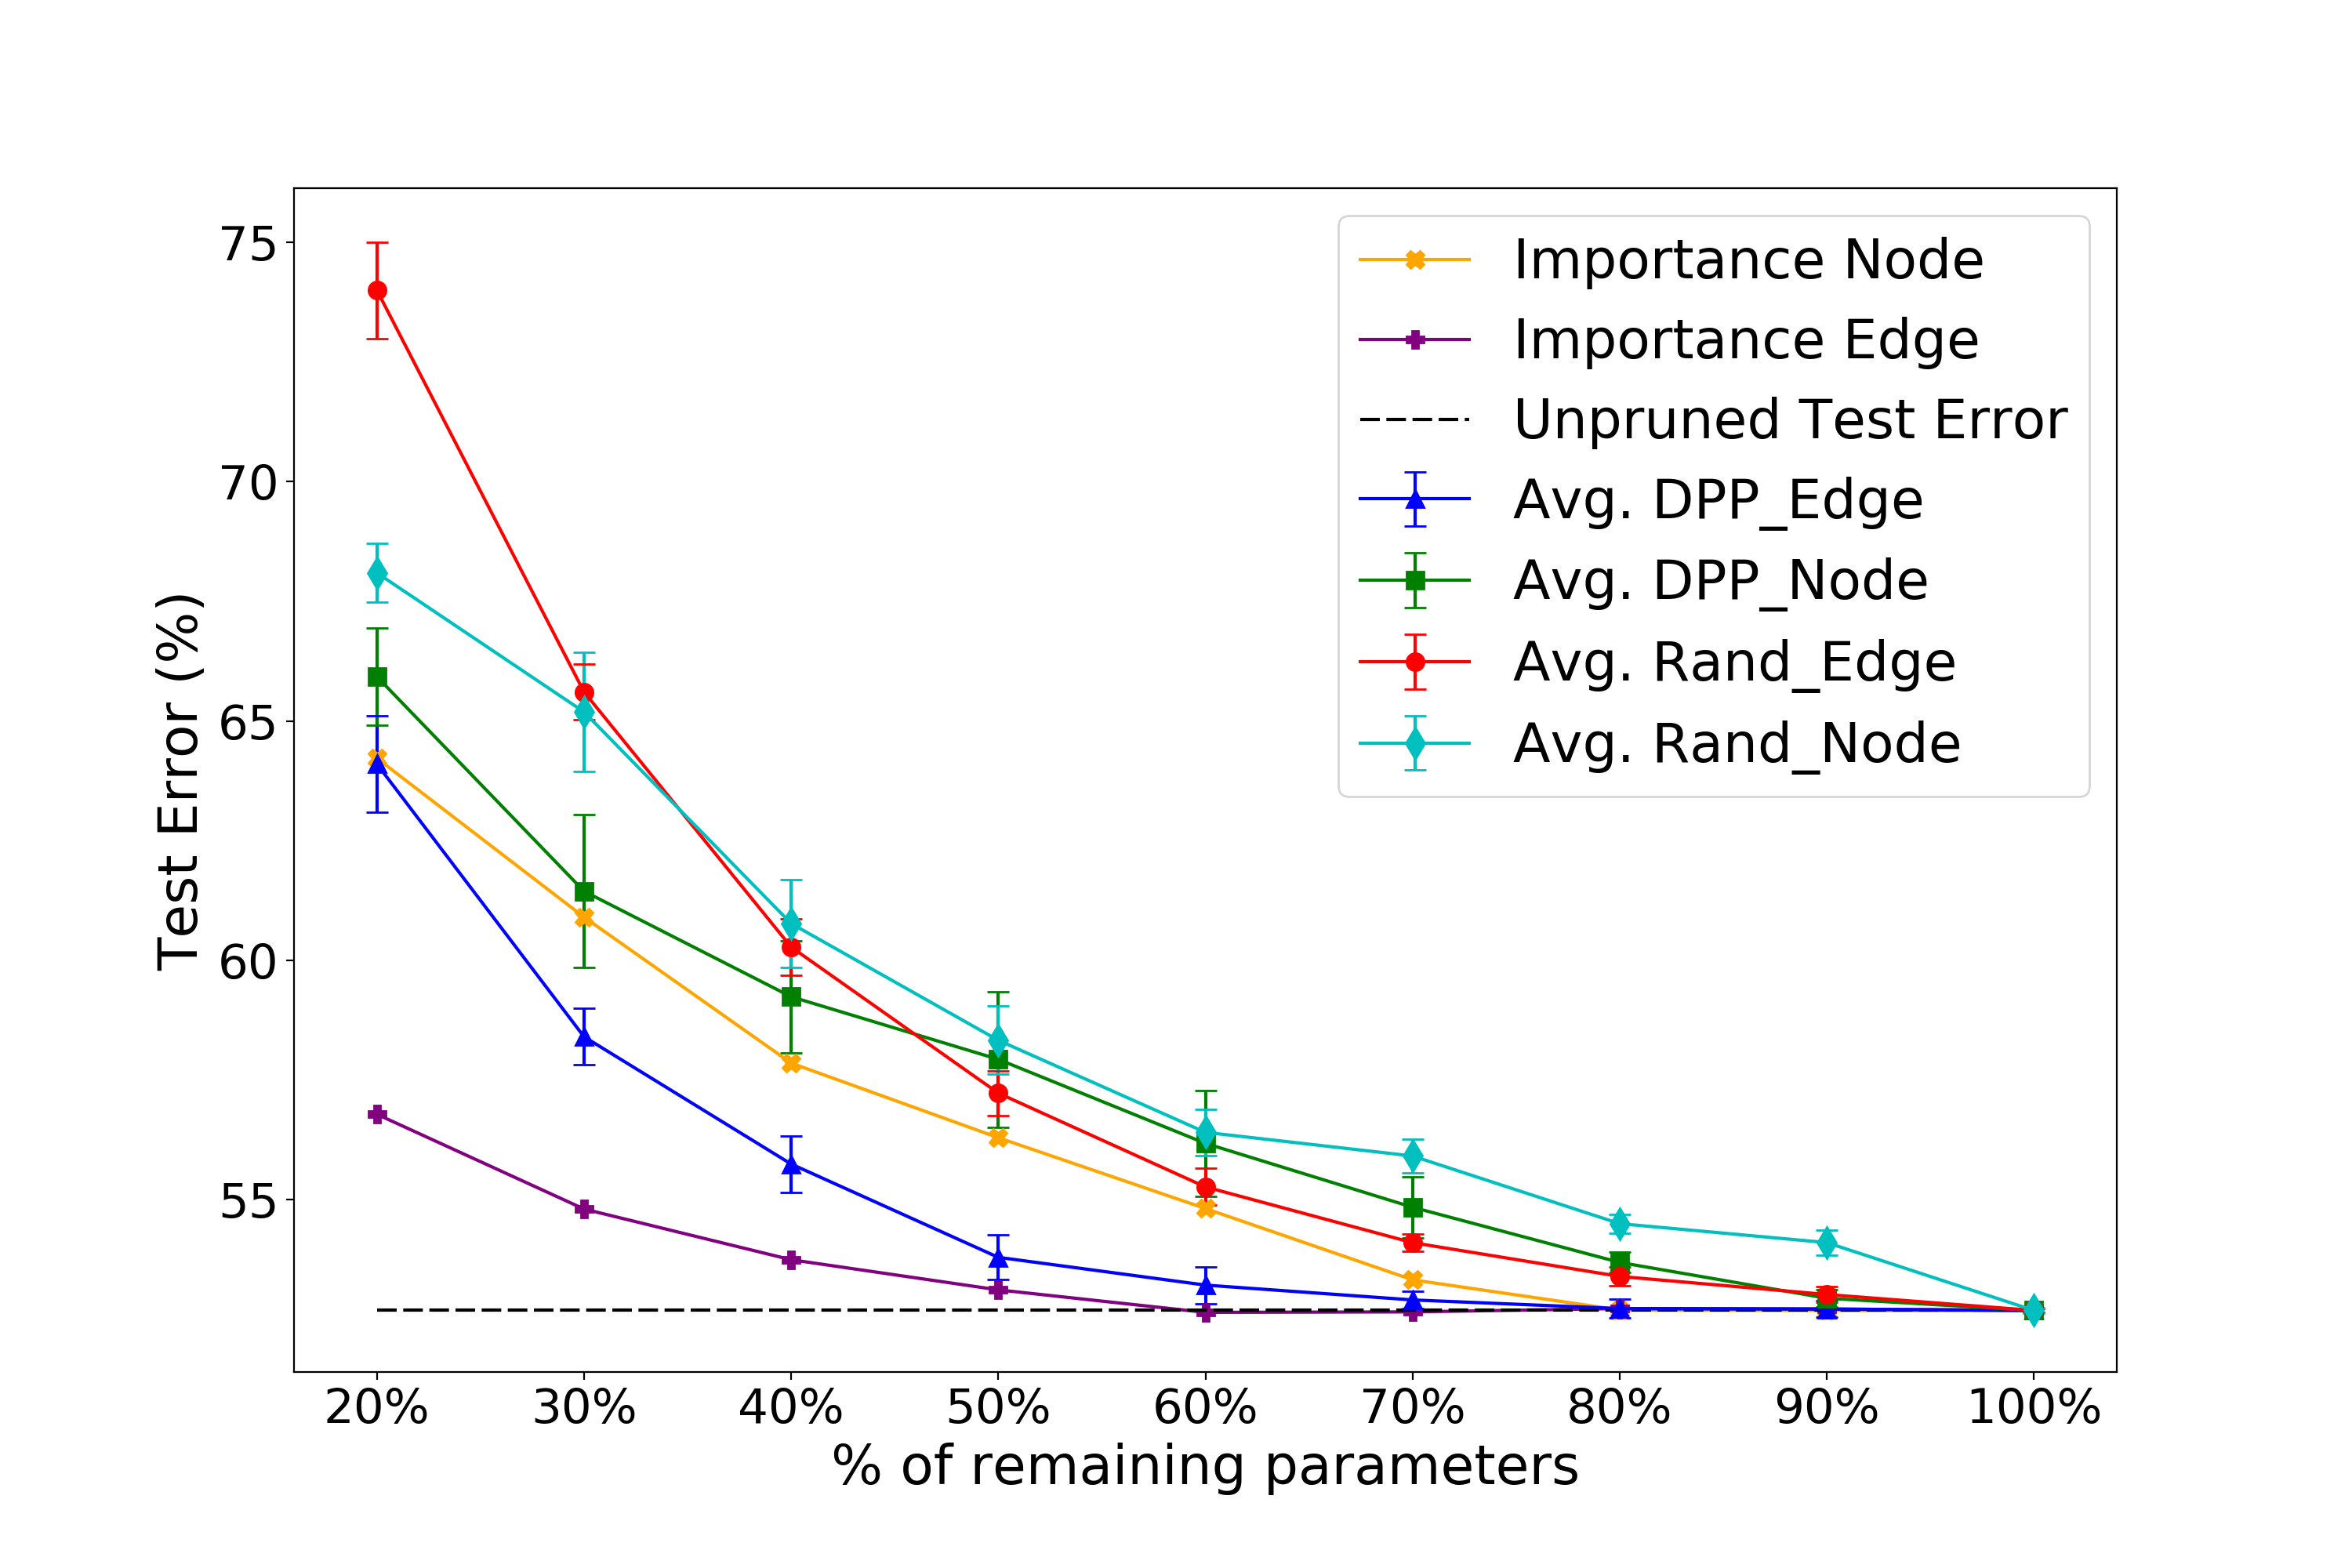 75
70
65
60
55
Test Error (%)
Importance Node
Importance Edge
Unpruned Test Error
Avg. DPP_Edge
Avg. DPP_Node
Avg. Rand_Edge
Avg. Rand_Node
20% 30% 40% 50% 60% 70% 80% 90% 100%
% of remaining parameters